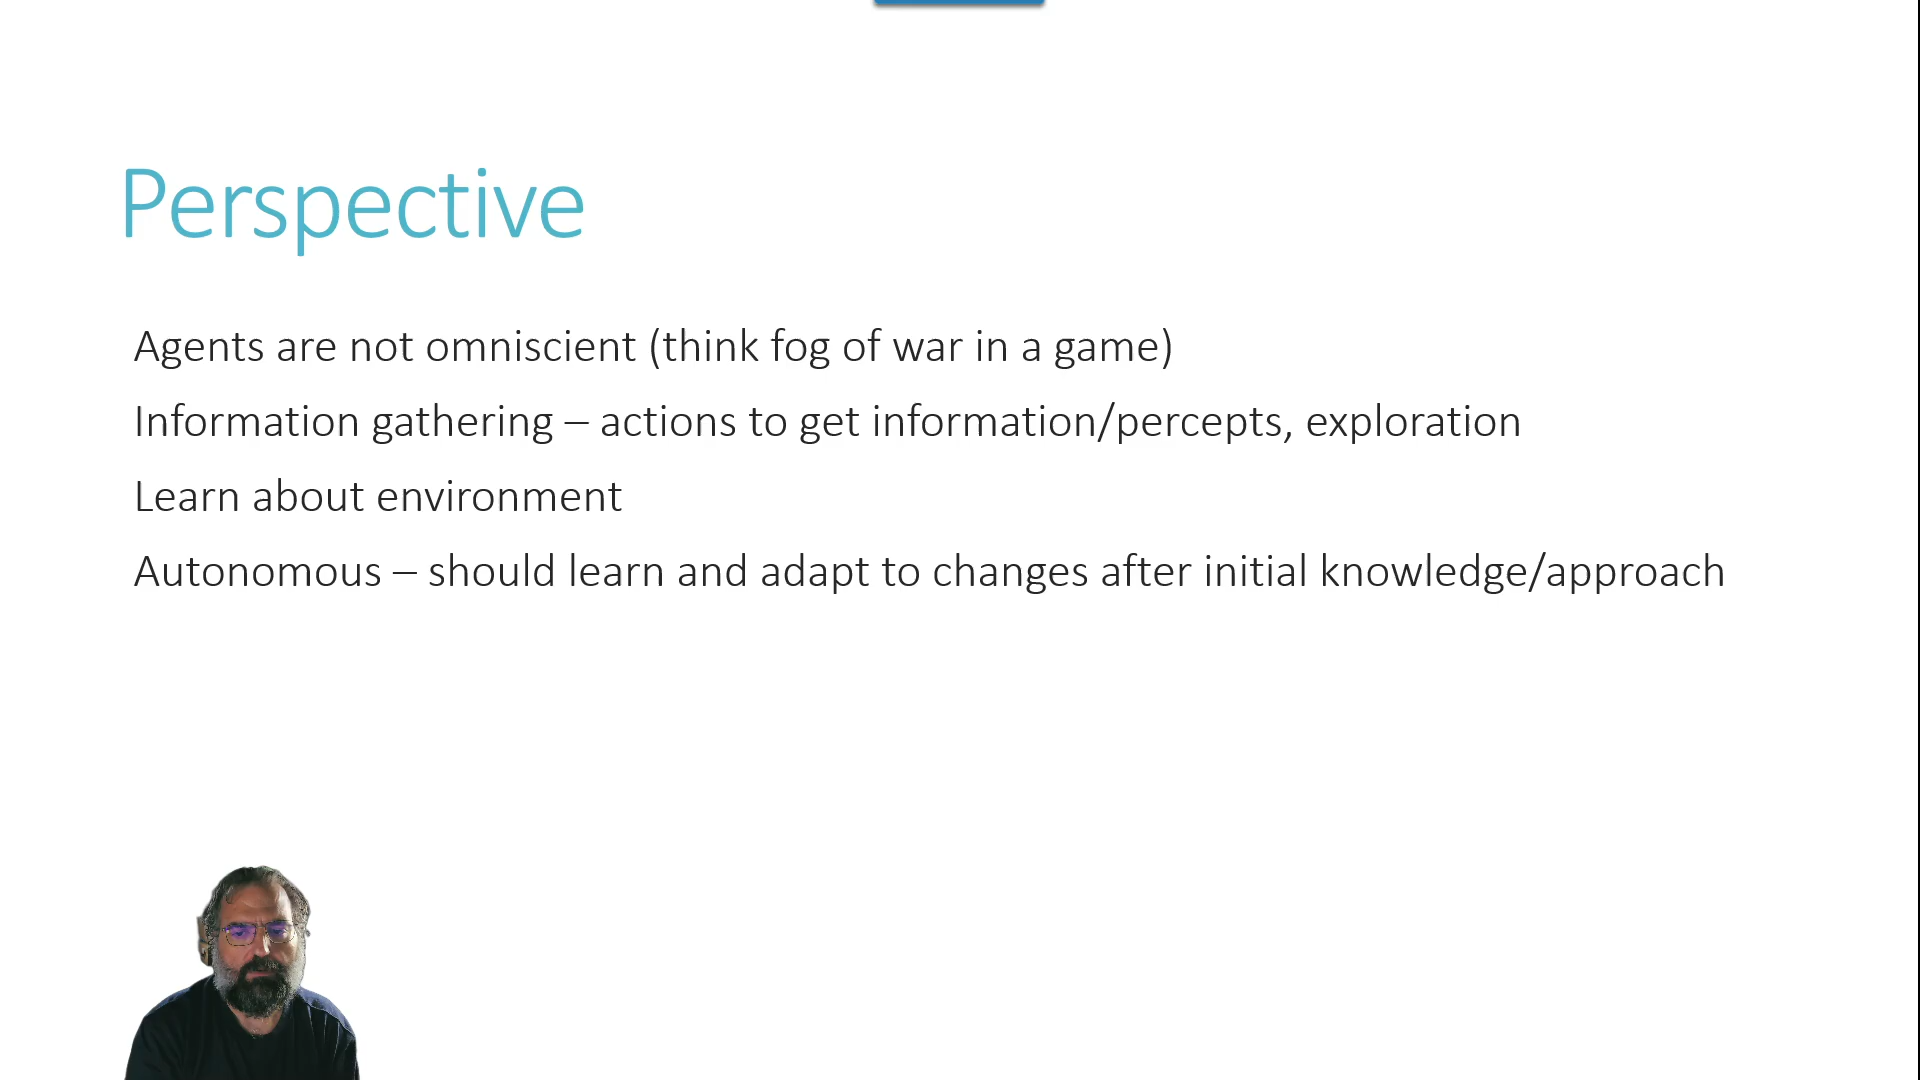 Perspective
Agents are not omniscient (think fog of war in a game)
Information gathering – actions to get information/percepts, exploration
Learn about environment
Autonomous – should learn and adapt to changes after initial knowledge/approach